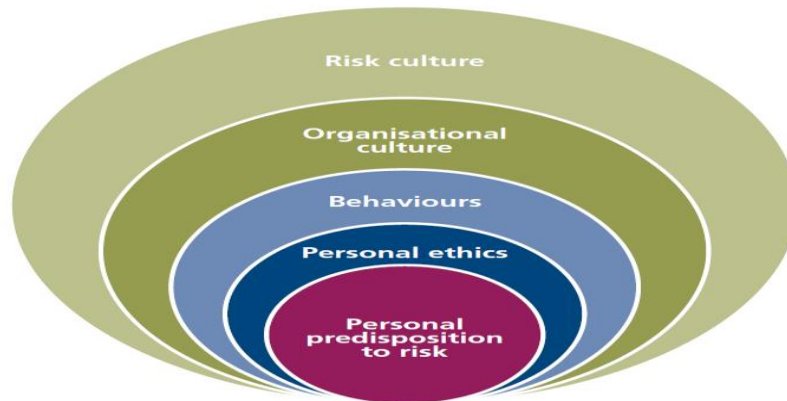 Risk culture
Organisational
culture
Behaviours
Personal ethics
Personal
predisposition
to risk